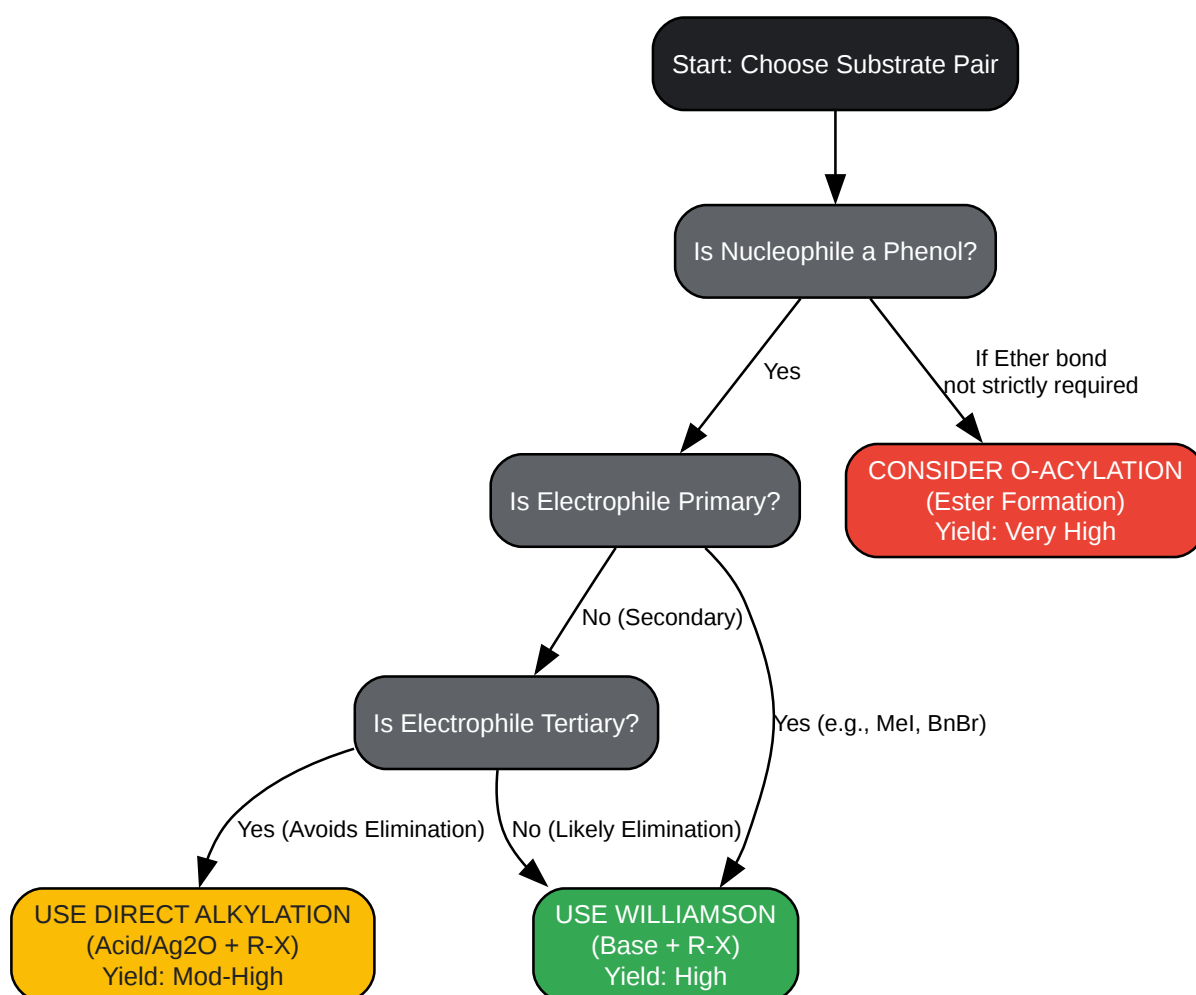 Start: Choose Substrate Pair
Is Nucleophile a Phenol?
Yes
If Ether bond
not strictly required
Is Electrophile Primary?
CONSIDER O-ACYLATION
(Ester Formation)
Yield: Very High
No (Secondary)
Is Electrophile Tertiary?
Yes (e.g., MeI, BnBr)
Yes (Avoids Elimination)
No (Likely Elimination)
USE DIRECT ALKYLATION
(Acid/Ag2O + R-X)
Yield: Mod-High
USE WILLIAMSON
(Base + R-X)
Yield: High